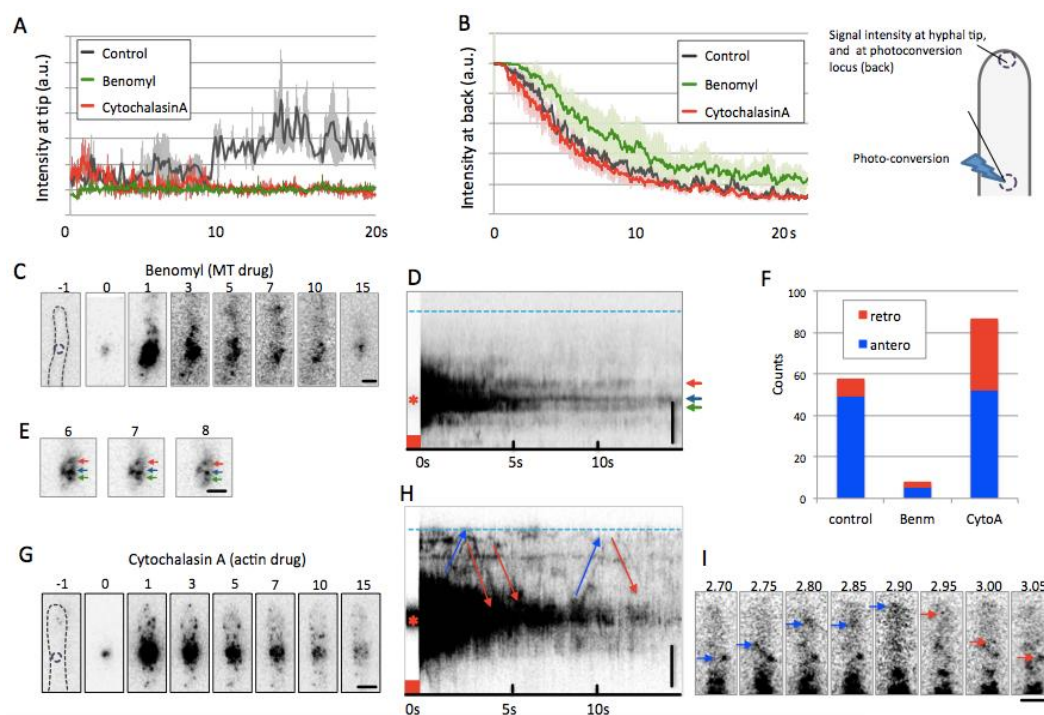 A
Intensity at tip (a.u.)
Control
Benomyl
CytochalasinA
0
10
20s
B
Intensity at back (a.u.)
Control
Benomyl
CytochalasinA
0
10
20s
Signal intensity at hyphal tip,
and at photoconversion
locus (back)
Photo-conversion
C
Benomyl (MT drug)
-1 0 1 3 5 7 10 15
D
*
0s 5s 10s
E
6 7 8
F
Counts
100
80
60
40
20
0
retro
antero
control Benm CytoA
G
Cytochalasin A (actin drug)
-1 0 1 3 5 7 10 15
H
*
0s 5s 10s
I
2.70 2.75 2.80 2.85 2.90 2.95 3.00 3.05